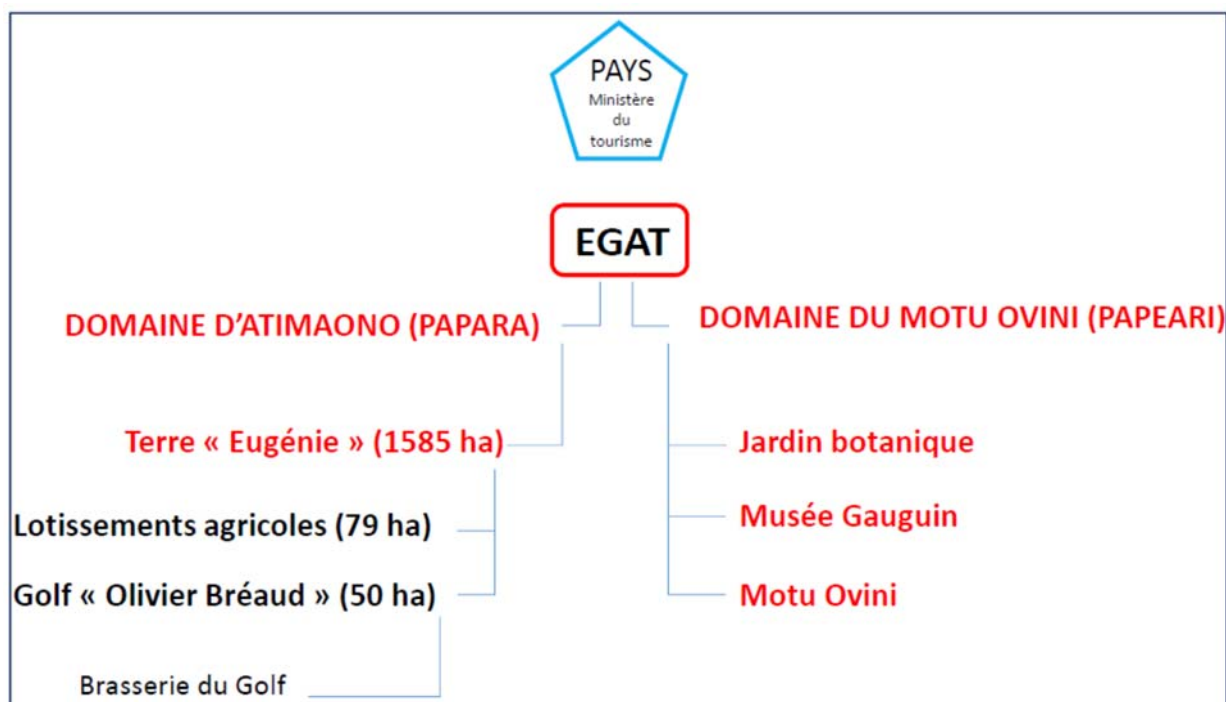 PAYS
Ministère
du
tourisme
EGAT
DOMAINE D’ATIMAONO (PAPARA)
DOMAINE DU MOTU OVINI (PAPEARI)
Terre « Eugénie » (1585 ha)
Jardin botanique
Lotissements agricoles (79 ha)
Musée Gauguin
Golf « Olivier Bréaud » (50 ha)
Motu Ovini
Brasserie du Golf